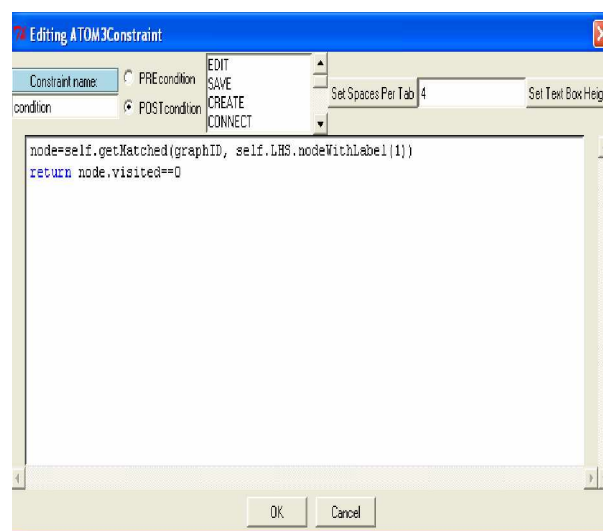 Editing ATOM3Constraint
Constraint name:
condition
PREcondition
POSTcondition
EDIT
SAVE
CREATE
CONNECT
Set Spaces Per Tab
4
Set Text Box Heig
node=self.getMatched(graphID, self.LHS.nodeWithLabel(1))
return node.visited==0
OK
Cancel